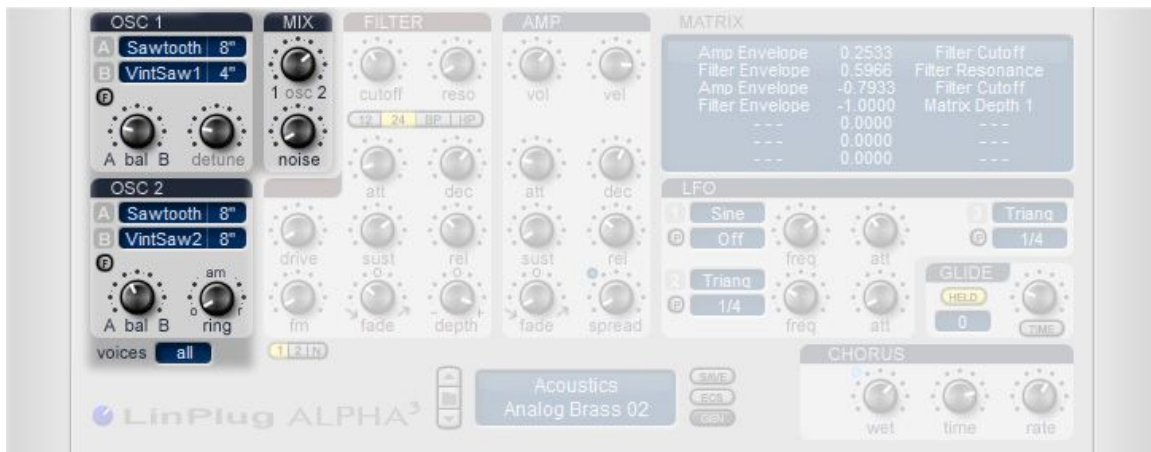 OSC 1
A Sawtooth 8"
B VintSaw1 4"
F
A bal B detune
MIX
1 osc 2
noise
FILTER
cutoff reso
12 24 BP HP
att dec
drive sust rel
fm fade depth
1 2 N
AMP
vol vel
att dec
sust rel
fade spread
MATRIX
Amp Envelope 0.2533 Filter Cutoff
Filter Envelope 0.5966 Filter Resonance
Amp Envelope -0.7933 Filter Cutoff
Filter Envelope -1.0000 Matrix Depth 1
- - - 0.0000 - - -
- - - 0.0000 - - -
- - - 0.0000 - - -
OSC 2
A Sawtooth 8"
B VintSaw2 8"
F
am
o r
A bal B ring
voices all
LFO
1 Sine
P Off
freq att
3 Triang
P 1/4
2 Triang
P 1/4
freq att
GLIDE
HELD
0
TIME
CHORUS
wet time rate
LinPlug ALPHA3
Acoustics
Analog Brass 02
SAVE